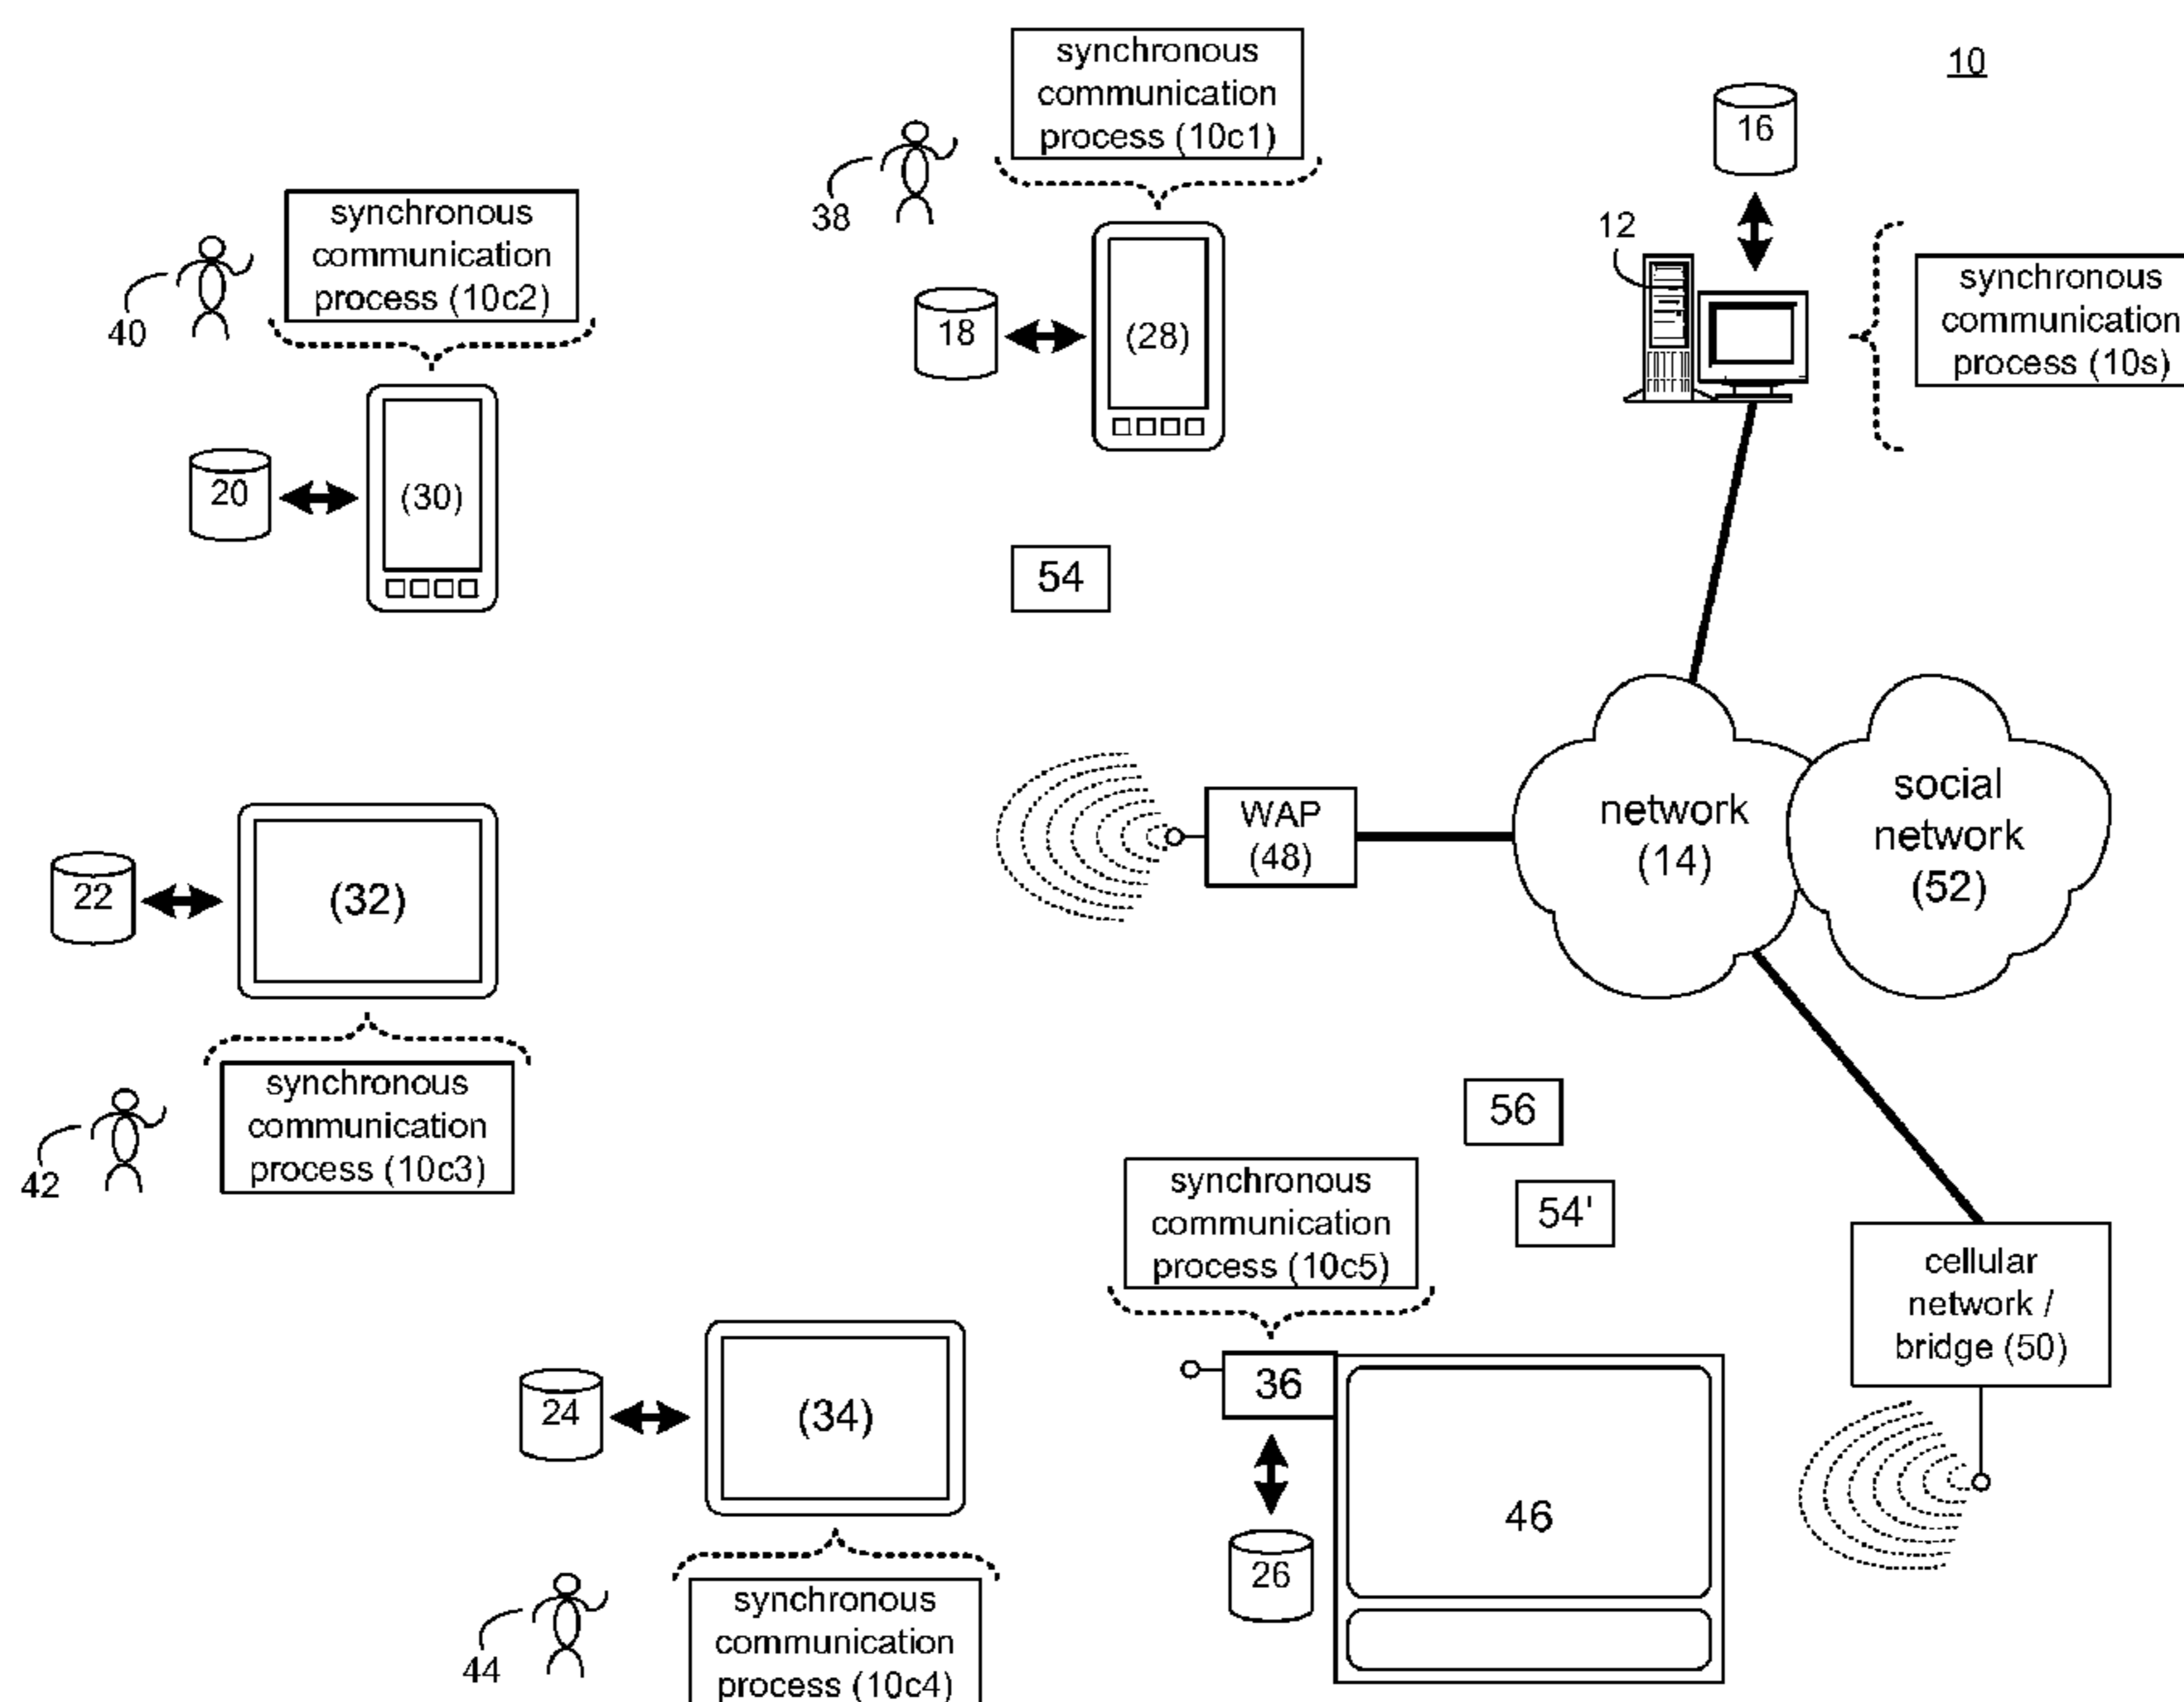 10
synchronous
communication
process (10c1)
16
38
12
synchronous
communication
process (10s)
synchronous
communication
process (10c2)
40
18
(28)
20
(30)
54
network
(14)
social
network
(52)
WAP
(48)
22
(32)
synchronous
communication
process (10c3)
42
56
54'
synchronous
communication
process (10c5)
cellular
network /
bridge (50)
36
24
(34)
46
26
synchronous
communication
process (10c4)
44